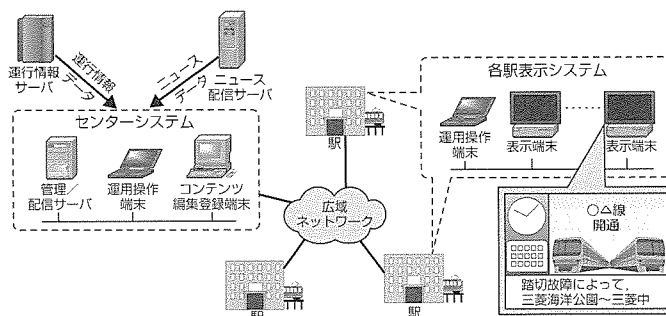 運行情報
サーバ
運行情報
データ
ニュース
データ
ニュース
配信サーバ
センターシステム
管理/
配信サーバ
運用操作
端末
コンテンツ
編集登録端末
駅
広域
ネットワーク
駅
駅
各駅表示システム
運用操作
端末
表示端末
表示端末
○△線
開通
踏切故障によって,
三菱海洋公園〜三菱中